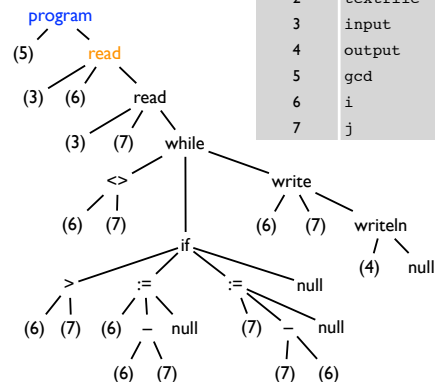 2 textfile
program
3 input
(5) read
4 output
5 gcd
(3) (6) read
6 i
7 j
(3) (7) while
<> write
(6) (7) (6) (7) writeln
if (4) null
> := := null
(6) (7) (6) – null (7) – null
(6) (7) (7) (6)